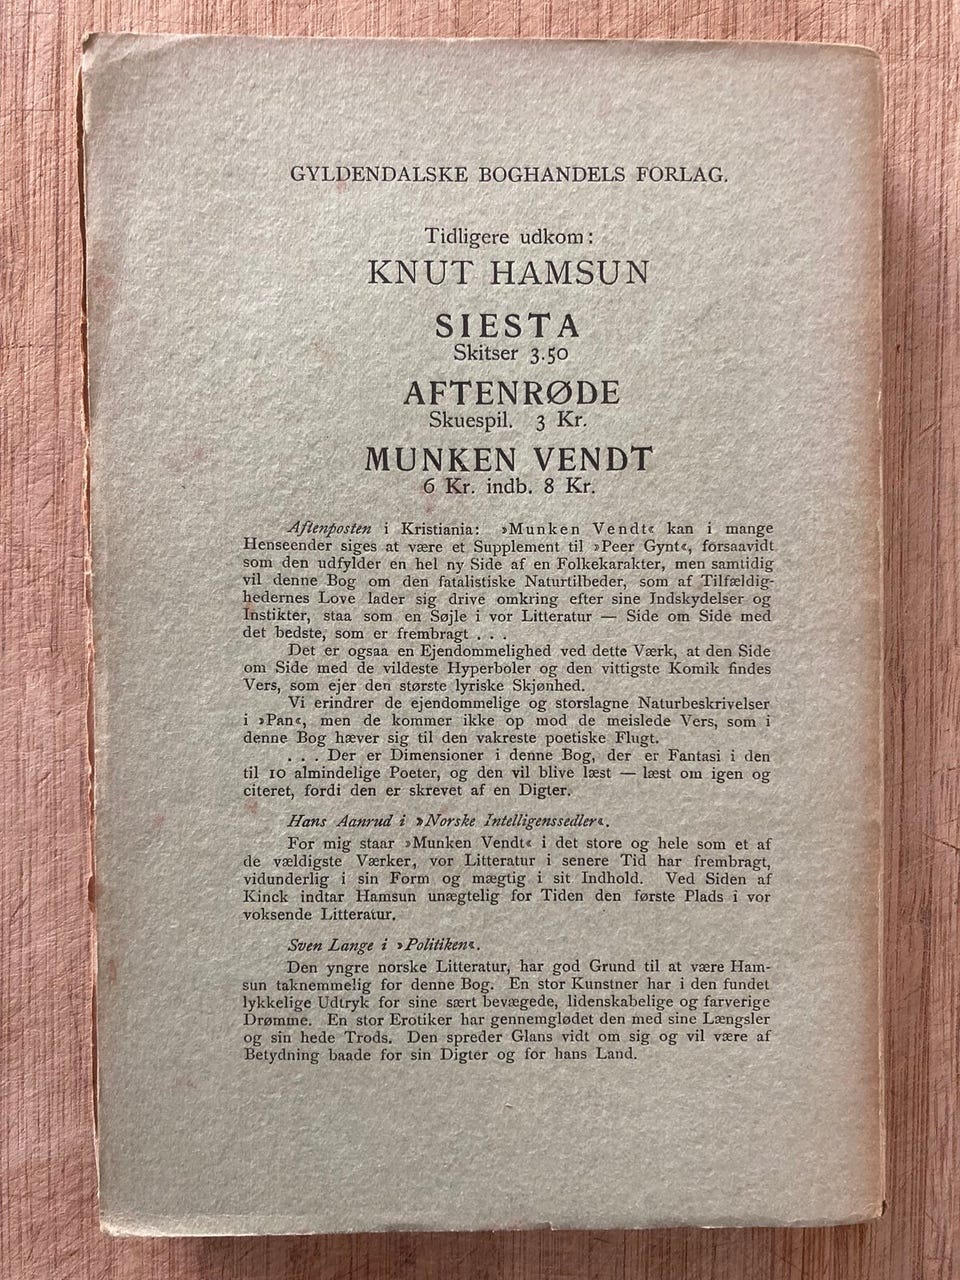 GYLDENDALSKE BOGHANDELS FORLAG.
Tidligere udkom:
KNUT HAMSUN
SIESTA
Skitser 3.50
AFTENRØDE
Skuespil. 3 Kr.
MUNKEN VENDT
6 Kr. indb. 8 Kr.
Aftenposten i Kristiania: »Munken Vendt« kan i mange
Henseender siges at være et Supplement til »Peer Gynt«, forsaavidt
som den udfylder en hel ny Side af en Folkekarakter, men samtidig
vil denne Bog om den fatalistiske Naturtilbeder, som af Tilfældig-
hedernes Love lader sig drive omkring efter sine Indskydelser og
Instikter, staa som en Søjle i vor Litteratur — Side om Side med
det bedste, som er frembragt . . .
Det er ogsaa en Ejendommelighed ved dette Værk, at den Side
om Side med de vildeste Hyperboler og den vittigste Komik findes
Vers, som ejer den største lyriske Skjønhed.
Vi erindrer de ejendommelige og storslagne Naturbeskrivelser
i »Pan«, men de kommer ikke op mod de meislede Vers, som i
denne Bog hæver sig til den vakreste poetiske Flugt.
. . . Der er Dimensioner i denne Bog, der er Fantasi i den
til 10 almindelige Poeter, og den vil blive læst — læst om igen og
citeret, fordi den er skrevet af en Digter.
Hans Aanrud i »Norske Intelligenssedler«.
For mig staar »Munken Vendt« i det store og hele som et af
de vældigste Værker, vor Litteratur i senere Tid har frembragt,
vidunderlig i sin Form og mægtig i sit Indhold. Ved Siden af
Kinck indtar Hamsun unægtelig for Tiden den første Plads i vor
voksende Litteratur.
Sven Lange i »Politiken«.
Den yngre norske Litteratur, har god Grund til at være Ham-
sun taknemmelig for denne Bog. En stor Kunstner har i den fundet
lykkelige Udtryk for sine sært bevægede, lidenskabelige og farverige
Drømme. En stor Erotiker har gennemglødet den med sine Længsler
og sin hede Trods. Den spreder Glans vidt om sig og vil være af
Betydning baade for sin Digter og for hans Land.